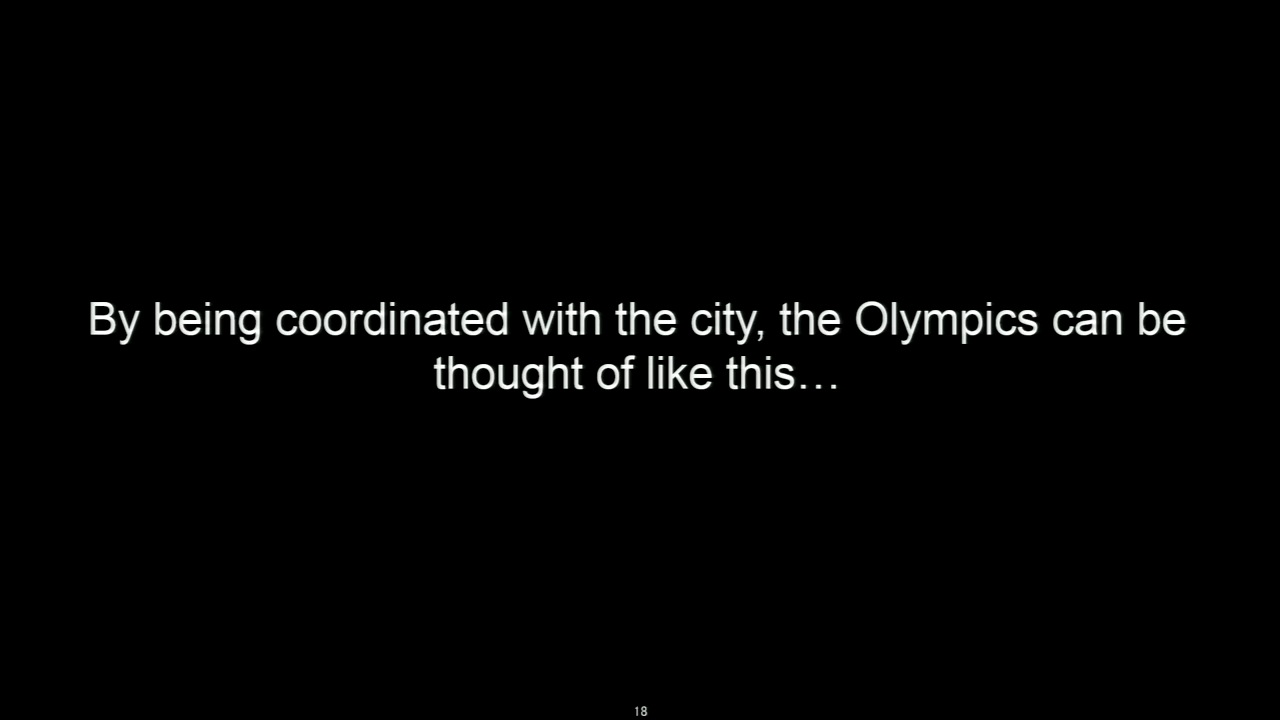 By being coordinated with the city, the Olympics can be
thought of like this…
18